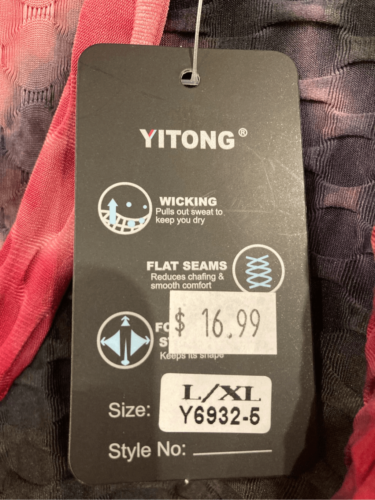 YITONG®
WICKING
Pulls out sweat to
keep you dry
FLAT SEAMS
Reduces chafing &
smooth comfort
$ 16.99
Keeps its shape
L/XL
Size: Y6932-5
Style No: